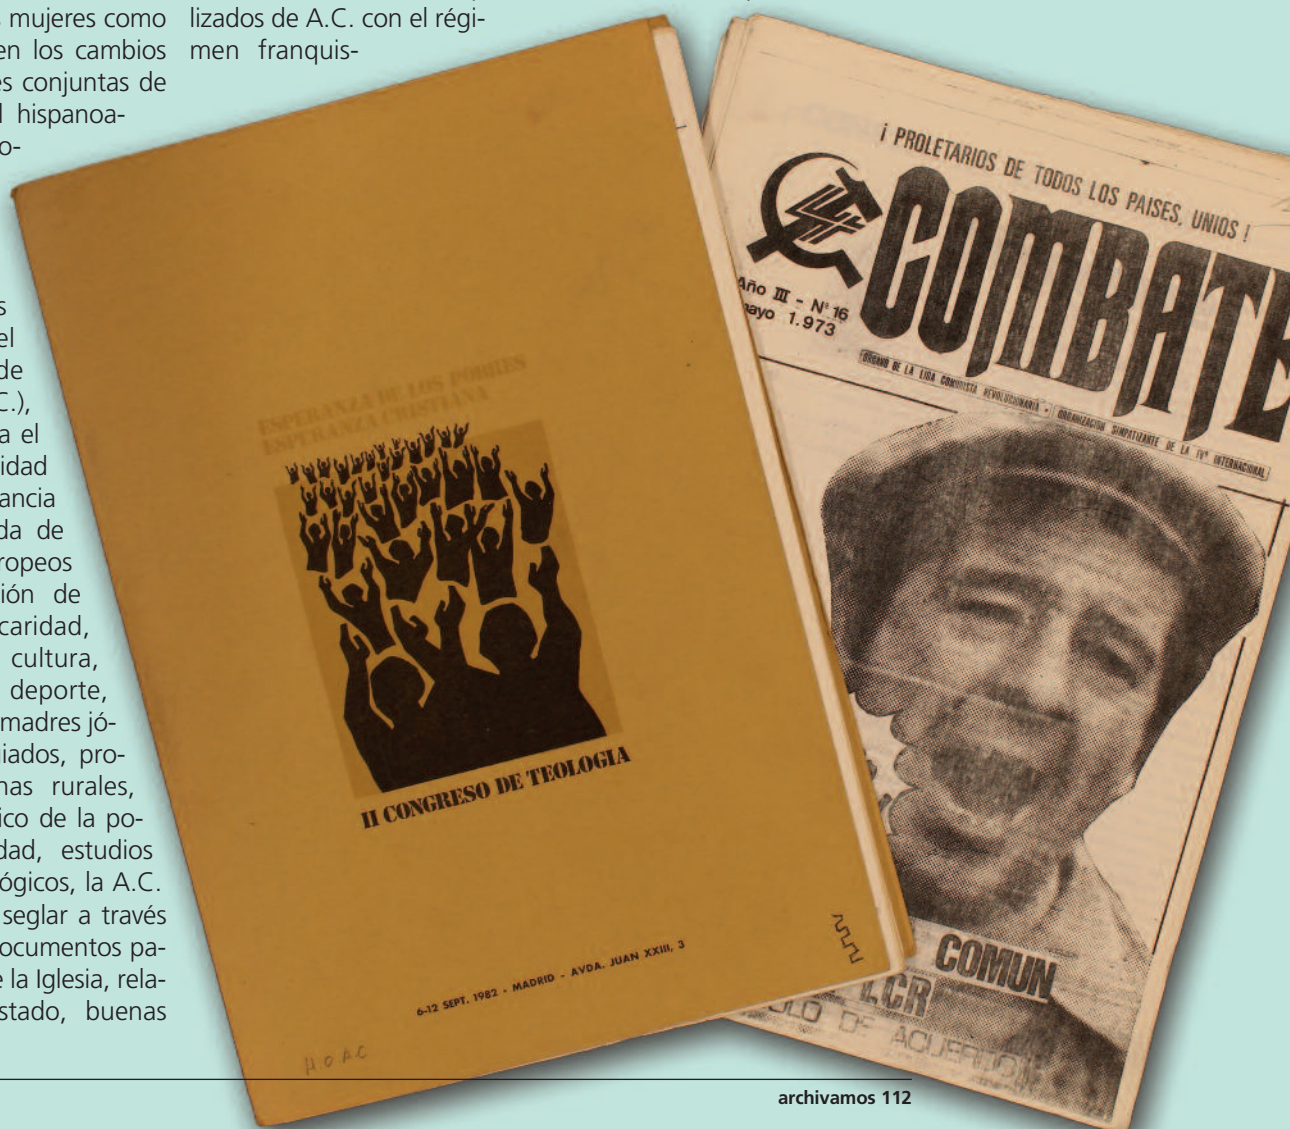 mujeres como
en los cambios
es conjuntas de
hispanoa-
o-
s
el
de
C.),
a el
idad
ancia
da de
ropeos
ión de
caridad,
cultura,
deporte,
madres jó-
iados, pro-
nas rurales,
ico de la po-
dad, estudios
ógicos, la A.C.
seglar a través
ocumentos pa-
e la Iglesia, rela-
stado, buenas
lizados de A.C. con el régi-
men franquis-
ESPERANZA DE LOS POBRES
ESPERANZA CRISTIANA
II CONGRESO DE TEOLOGIA
6-12 SEPT. 1982 - MADRID - AVDA. JUAN XXIII, 3
H.O.A.C
¡ PROLETARIOS DE TODOS LOS PAISES, UNIOS !
COMBATE
Año III - N° 16
mayo 1.973
ORGANO DE LA LIGA COMUNISTA REVOLUCIONARIA - ORGANIZACIÓN SIMPATIZANTE DE LA IVª INTERNACIONAL
COMUN
LCR
OLO DE ACUERDO
archivamos 112